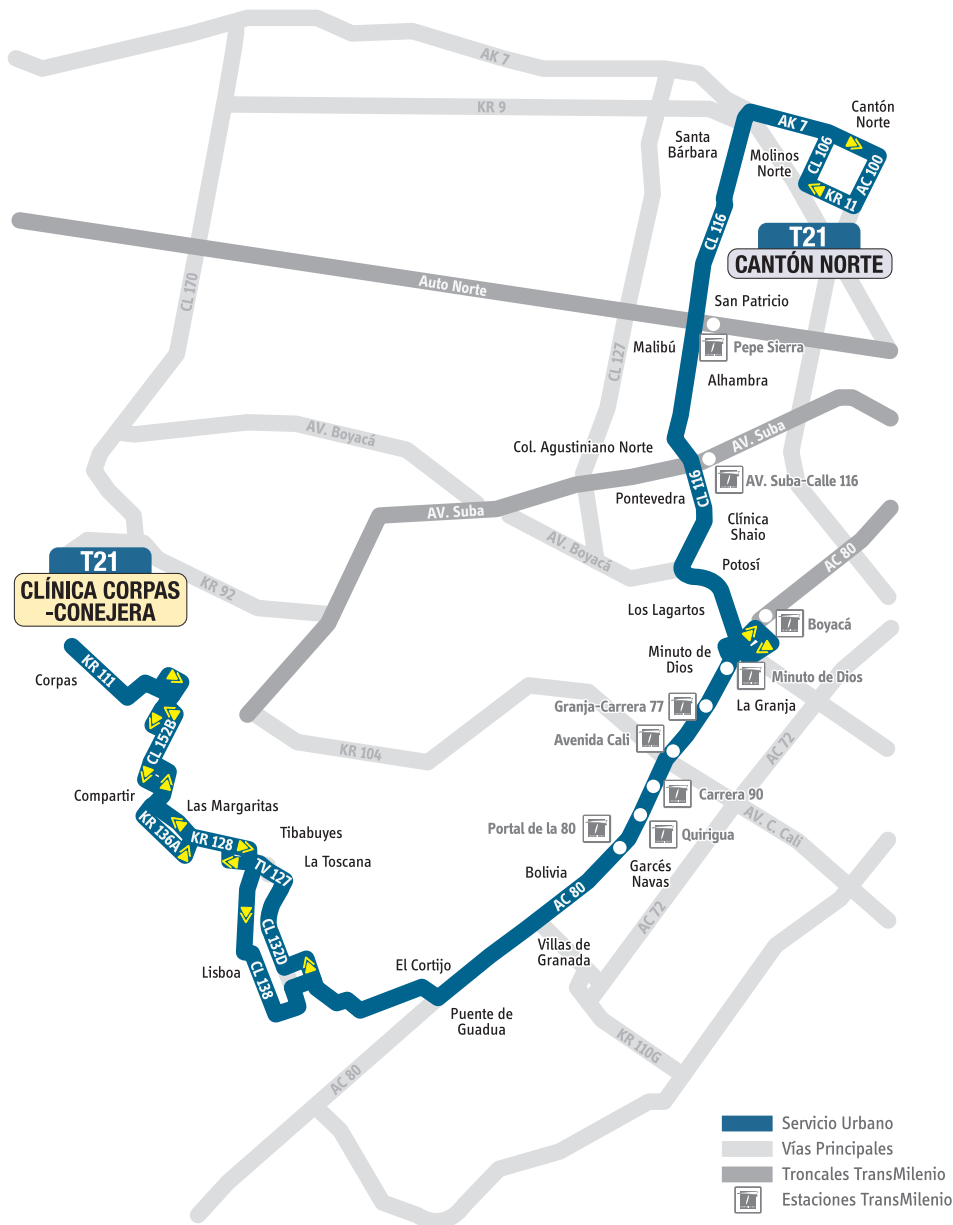 AK 7
KR 9
Cantón
Norte
AK 7
Santa
Bárbara
Molinos
Norte
CL 106
AC 100
KR 11
CL 116
T21
CANTÓN NORTE
CL 170
Auto Norte
San Patricio
Malibú
Pepe Sierra
CL 127
Alhambra
AV. Boyacá
Col. Agustiniano Norte
AV. Suba
CL 116
AV. Suba-Calle 116
Pontevedra
AV. Suba
Clínica
Shaio
AV. Boyacá
AC 80
T21
CLÍNICA CORPAS
-CONEJERA
KR 92
Potosí
Los Lagartos
Boyacá
Minuto de
Dios
Minuto de Dios
Corpas
KR 111
La Granja
Granja-Carrera 77
CL 152B
Avenida Cali
KR 104
AC 72
Carrera 90
Compartir
Las Margaritas
AV. C. Cali
KR 136A
KR 128
Tibabuyes
Portal de la 80
Quirigua
La Toscana
TV 127
Bolivia
Garcés
Navas
AC 80
AC 72
CL 132D
Villas de
Granada
Lisboa
CL 138
El Cortijo
Puente de
Guadua
KR 110G
AC 80
Servicio Urbano
Vías Principales
Troncales TransMilenio
Estaciones TransMilenio